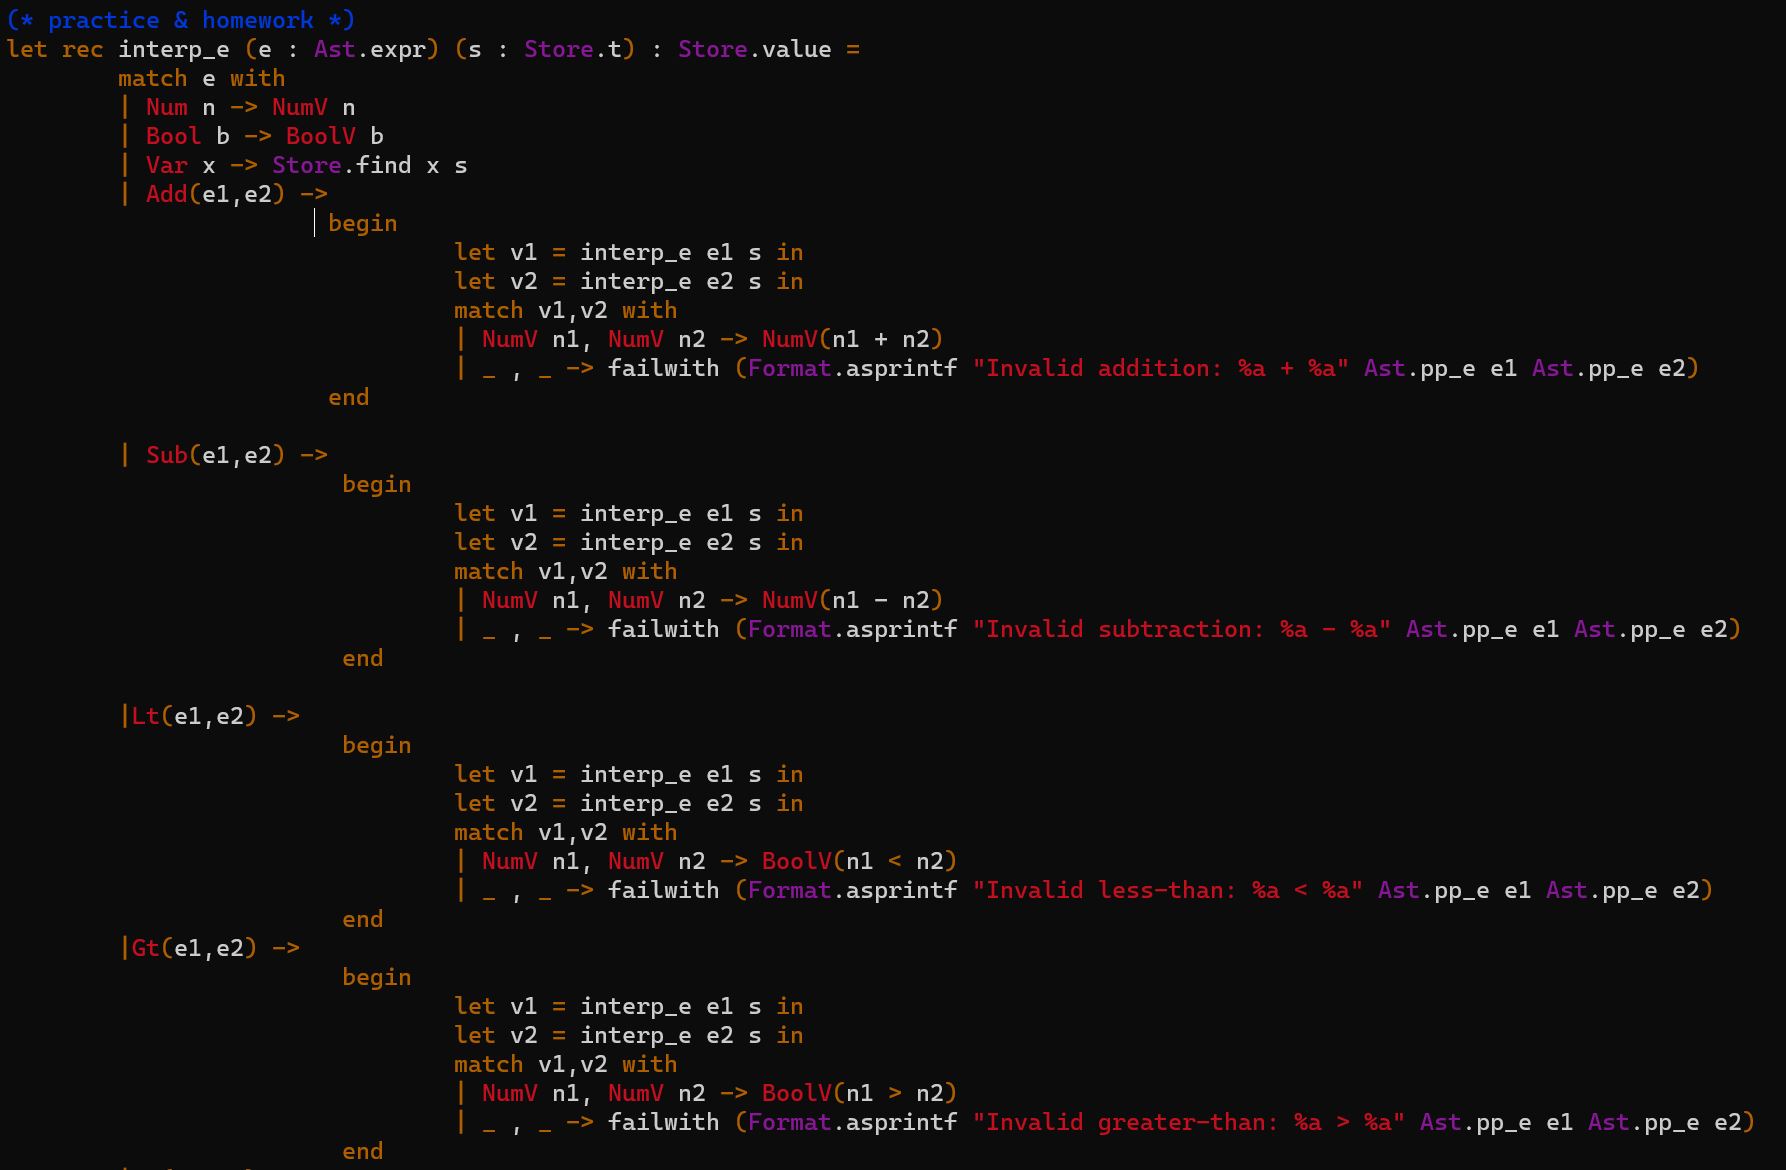 (* practice & homework *)
let rec interp_e (e : Ast.expr) (s : Store.t) : Store.value =
match e with
| Num n -> NumV n
| Bool b -> BoolV b
| Var x -> Store.find x s
| Add(e1,e2) ->
begin
let v1 = interp_e e1 s in
let v2 = interp_e e2 s in
match v1,v2 with
| NumV n1, NumV n2 -> NumV(n1 + n2)
| _ , _ -> failwith (Format.asprintf "Invalid addition: %a + %a" Ast.pp_e e1 Ast.pp_e e2)
end
| Sub(e1,e2) ->
begin
let v1 = interp_e e1 s in
let v2 = interp_e e2 s in
match v1,v2 with
| NumV n1, NumV n2 -> NumV(n1 - n2)
| _ , _ -> failwith (Format.asprintf "Invalid subtraction: %a - %a" Ast.pp_e e1 Ast.pp_e e2)
end
|Lt(e1,e2) ->
begin
let v1 = interp_e e1 s in
let v2 = interp_e e2 s in
match v1,v2 with
| NumV n1, NumV n2 -> BoolV(n1 < n2)
| _ , _ -> failwith (Format.asprintf "Invalid less-than: %a < %a" Ast.pp_e e1 Ast.pp_e e2)
end
|Gt(e1,e2) ->
begin
let v1 = interp_e e1 s in
let v2 = interp_e e2 s in
match v1,v2 with
| NumV n1, NumV n2 -> BoolV(n1 > n2)
| _ , _ -> failwith (Format.asprintf "Invalid greater-than: %a > %a" Ast.pp_e e1 Ast.pp_e e2)
end